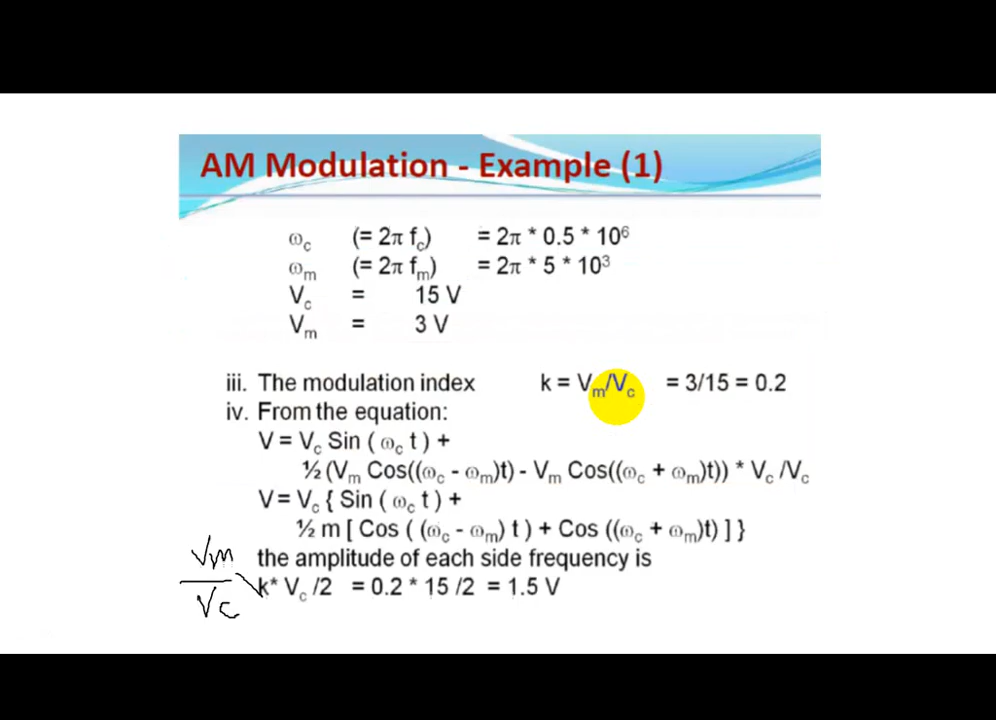 AM Modulation - Example (1)
ωc (= 2π fc) = 2π * 0.5 * 10⁶
ωm (= 2π fm) = 2π * 5 * 10³
Vc = 15 V
Vm = 3 V
iii. The modulation index k = Vm/Vc = 3/15 = 0.2
iv. From the equation:
V = Vc Sin ( ωc t ) +
½ (Vm Cos((ωc - ωm)t) - Vm Cos((ωc + ωm)t)) * Vc /Vc
V = Vc { Sin ( ωc t ) +
½ m [ Cos ( (ωc - ωm) t ) + Cos ((ωc + ωm)t) ] }
the amplitude of each side frequency is
k* Vc /2 = 0.2 * 15 /2 = 1.5 V
Vm
Vc